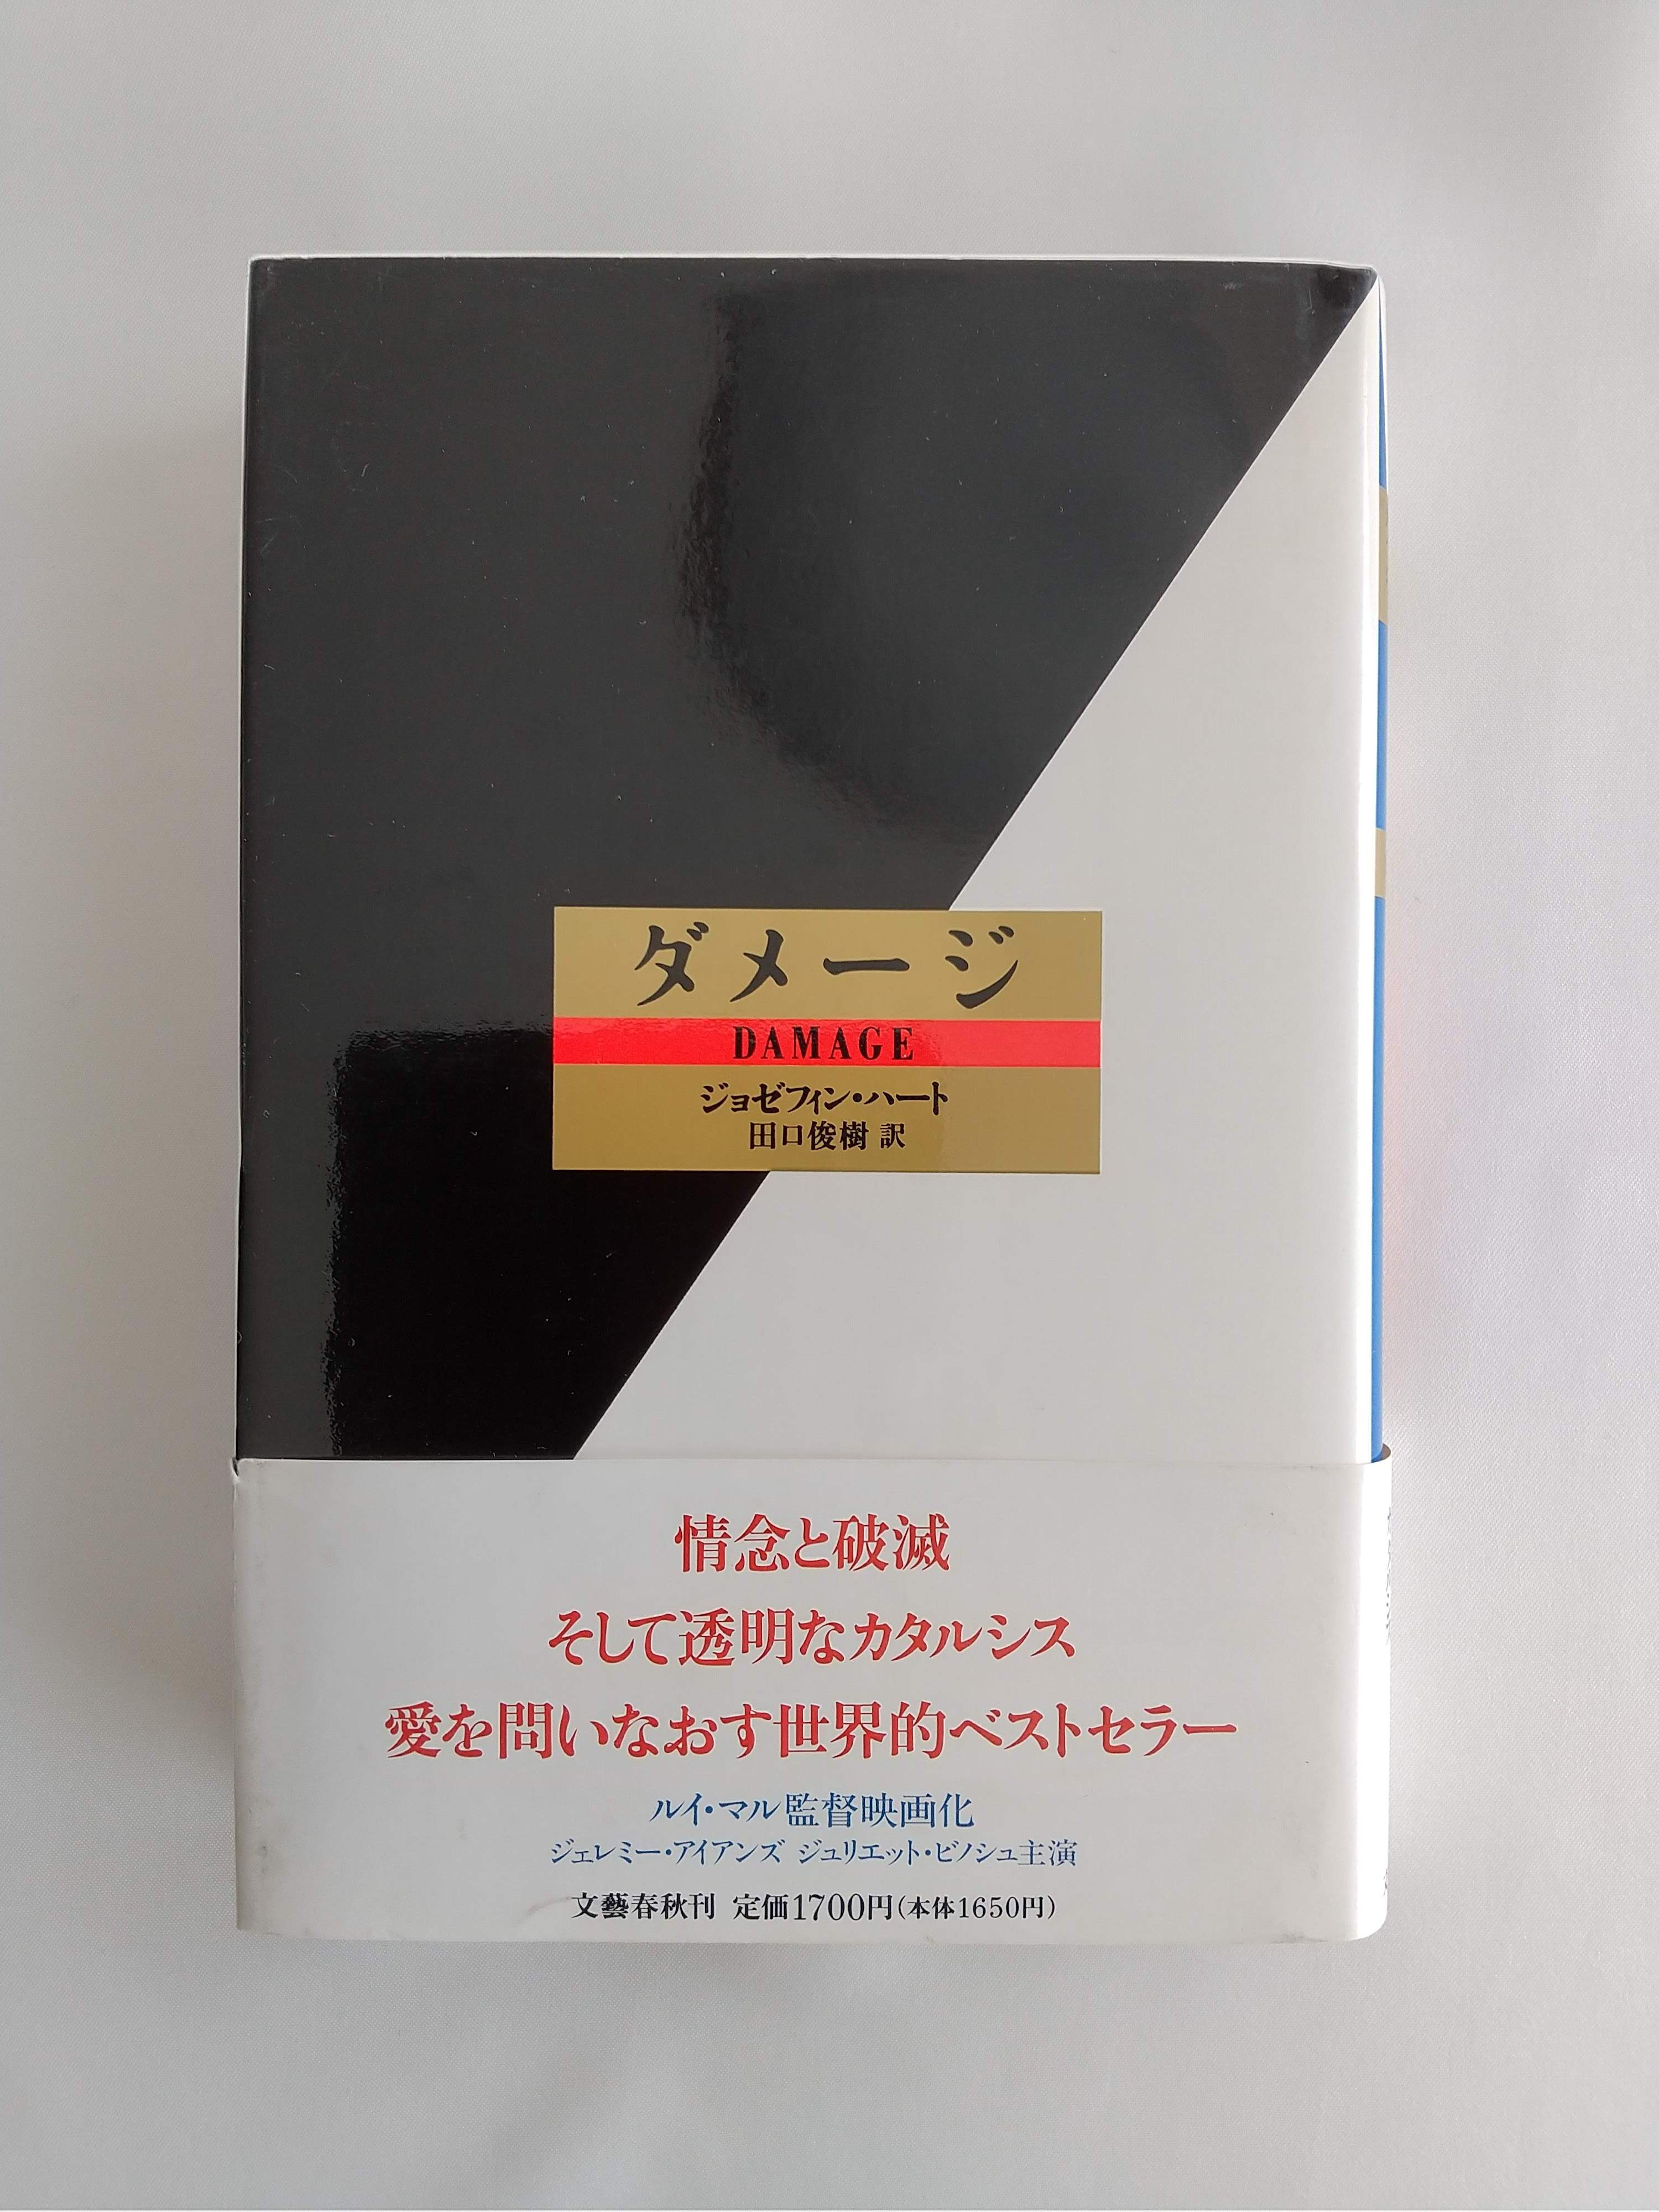 ダメージ
DAMAGE
ジョゼフィン・ハート
田口俊樹 訳
情念と破滅
そして透明なカタルシス
愛を問いなおす世界的ベストセラー
ルイ・マル監督映画化
ジェレミー・アイアンズ ジュリエット・ビノシュ主演
文藝春秋刊 定価1700円(本体1650円)